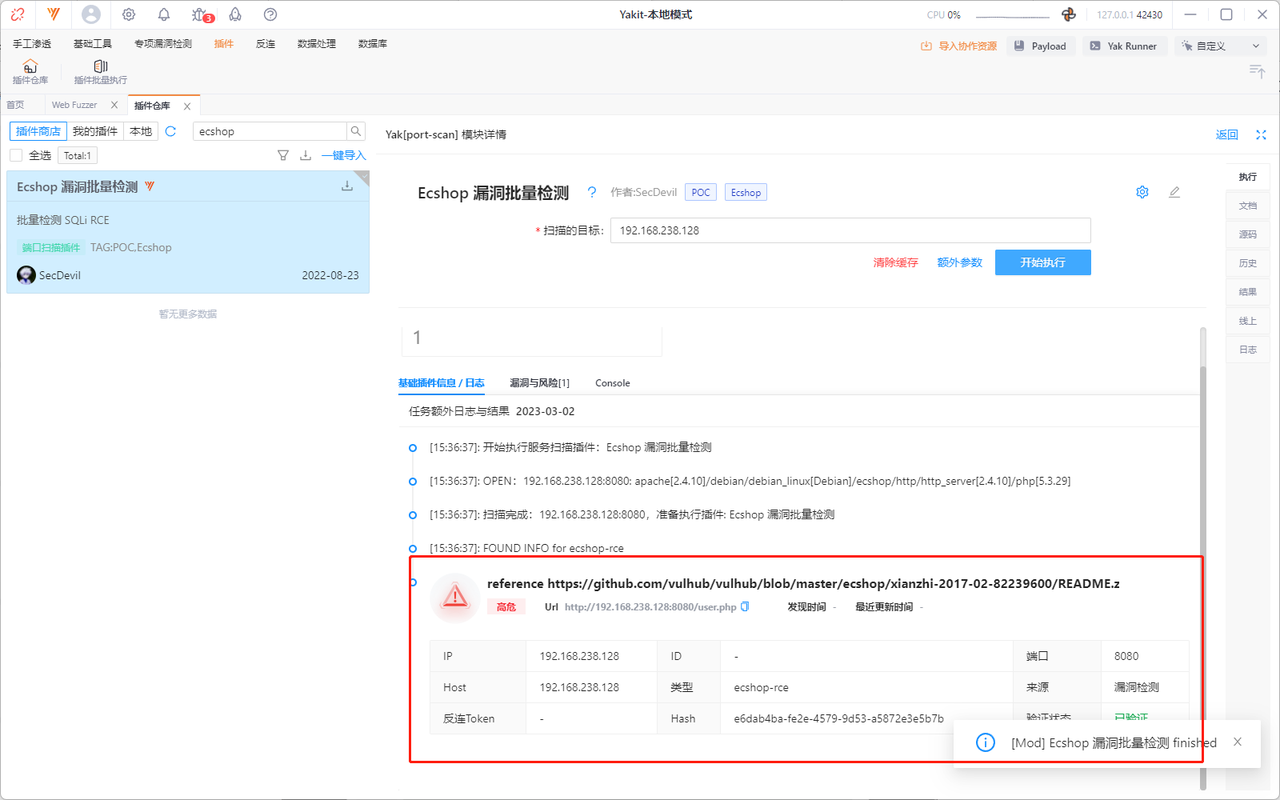 3
Yakit-本地模式
CPU 0%
127.0.0.1 42430
手工渗透 基础工具 专项漏洞检测 插件 反连 数据处理 数据库
导入协作资源 Payload Yak Runner 自定义
插件仓库 插件批量执行
首页 Web Fuzzer 插件仓库
插件商店 我的插件 本地 ecshop
全选 Total:1 一键导入
Ecshop 漏洞批量检测
批量检测 SQLi RCE
端口扫描插件 TAG:POC,Ecshop
SecDevil 2022-08-23
暂无更多数据
Yak[port-scan] 模块详情 返回
Ecshop 漏洞批量检测 ? 作者:SecDevil POC Ecshop
* 扫描的目标: 192.168.238.128
清除缓存 额外参数 开始执行
1
基础插件信息 / 日志 漏洞与风险[1] Console
任务额外日志与结果 2023-03-02
[15:36:37]: 开始执行服务扫描插件：Ecshop 漏洞批量检测
[15:36:37]: OPEN：192.168.238.128:8080: apache[2.4.10]/debian/debian_linux[Debian]/ecshop/http/http_server[2.4.10]/php[5.3.29]
[15:36:37]: 扫描完成：192.168.238.128:8080，准备执行插件: Ecshop 漏洞批量检测
[15:36:37]: FOUND INFO for ecshop-rce
reference https://github.com/vulhub/vulhub/blob/master/ecshop/xianzhi-2017-02-82239600/README.z
高危 Url http://192.168.238.128:8080/user.php 发现时间 - 最近更新时间 -
IP 192.168.238.128 ID - 端口 8080
Host 192.168.238.128 类型 ecshop-rce 来源 漏洞检测
反连Token - Hash e6dab4ba-fe2e-4579-9d53-a5872e3e5b7b 验证状态 已验证
[Mod] Ecshop 漏洞批量检测 finished
执行
文档
源码
历史
结果
线上
日志